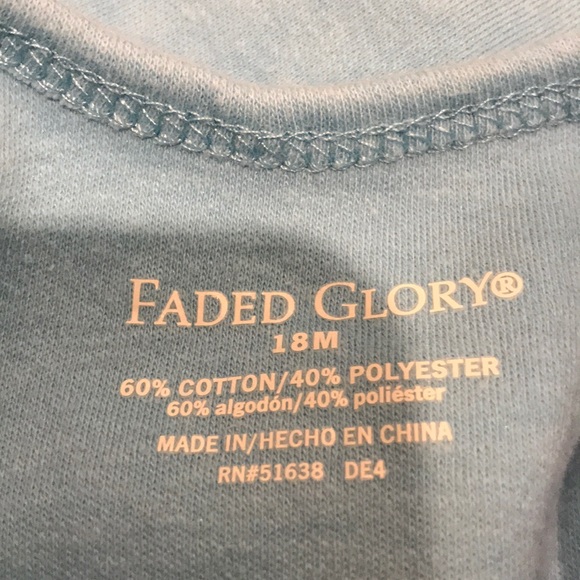 FADED GLORY®
18M
60% COTTON/40% POLYESTER
60% algodón/40% poliéster
MADE IN/HECHO EN CHINA
RN#51638 DE4